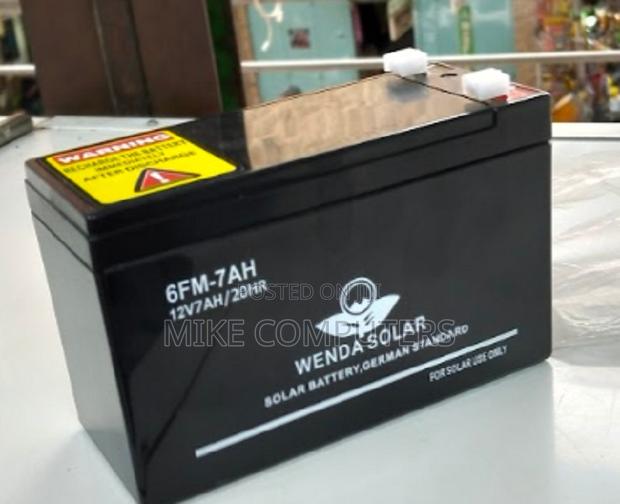 WARNING
RECHARGE THE BATTERY
IMMEDIATELY
AFTER DISCHARGE
6FM-7AH
12V7AH/20HR
POSTED ON
MIKE COMPUTERS
WENDA SOLAR
SOLAR BATTERY,GERMAN STANDARD
FOR SOLAR USE ONLY